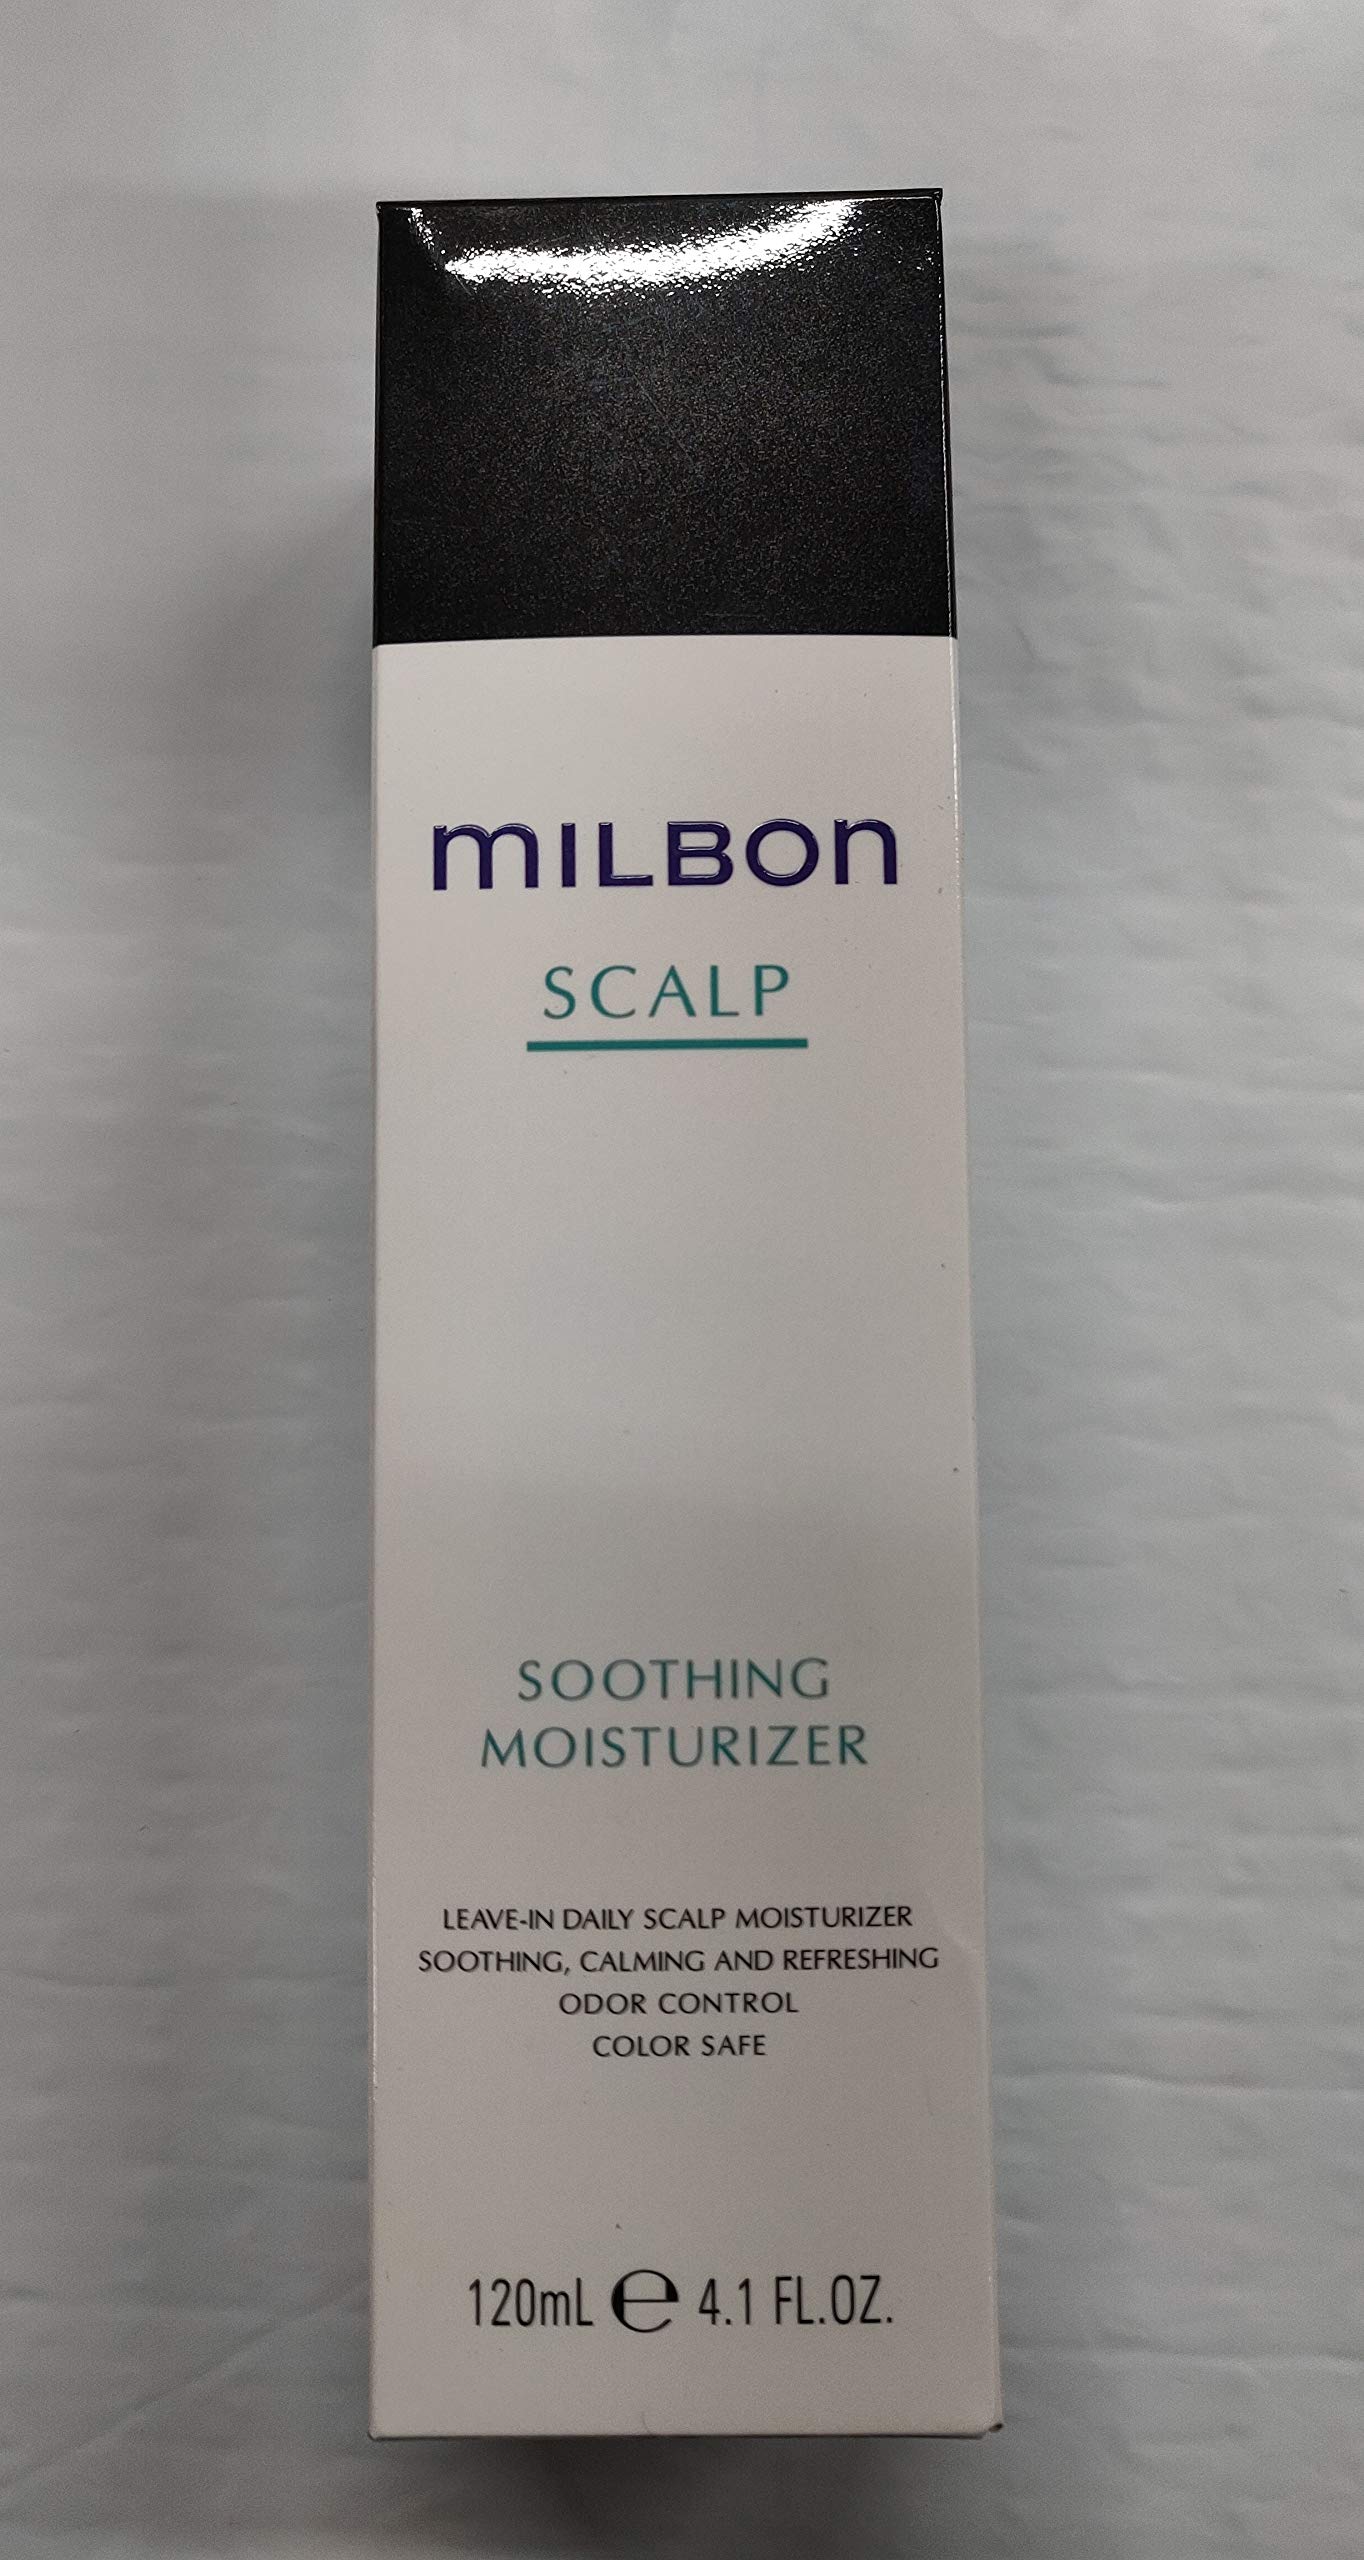 mILBON
SCALP
SOOTHING
MOISTURIZER
LEAVE-IN DAILY SCALP MOISTURIZER
SOOTHING, CALMING AND REFRESHING
ODOR CONTROL
COLOR SAFE
120mL ℮ 4.1 FL.OZ.